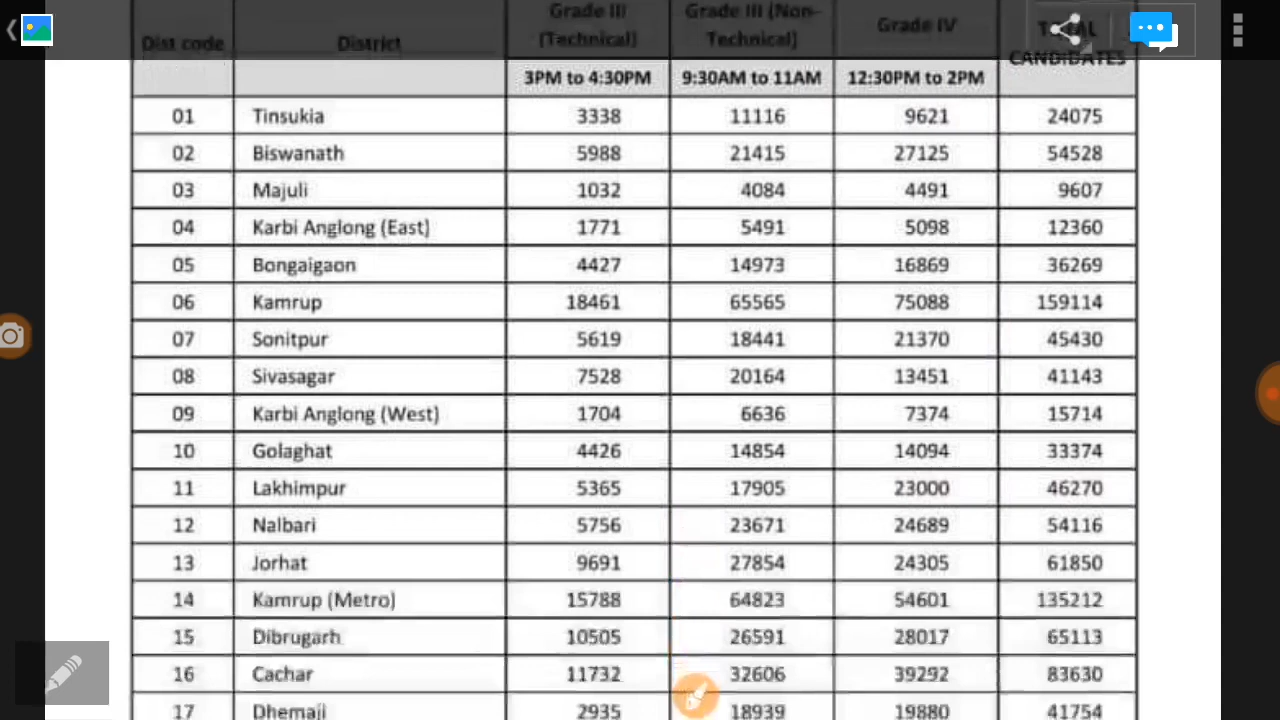 Dist code District Grade III (Technical) Grade III (Non-Technical) Grade IV TOTAL CANDIDATES
3PM to 4:30PM 9:30AM to 11AM 12:30PM to 2PM
01 Tinsukia 3338 11116 9621 24075
02 Biswanath 5988 21415 27125 54528
03 Majuli 1032 4084 4491 9607
04 Karbi Anglong (East) 1771 5491 5098 12360
05 Bongaigaon 4427 14973 16869 36269
06 Kamrup 18461 65565 75088 159114
07 Sonitpur 5619 18441 21370 45430
08 Sivasagar 7528 20164 13451 41143
09 Karbi Anglong (West) 1704 6636 7374 15714
10 Golaghat 4426 14854 14094 33374
11 Lakhimpur 5365 17905 23000 46270
12 Nalbari 5756 23671 24689 54116
13 Jorhat 9691 27854 24305 61850
14 Kamrup (Metro) 15788 64823 54601 135212
15 Dibrugarh 10505 26591 28017 65113
16 Cachar 11732 32606 39292 83630
17 Dhemaji 2935 18939 19880 41754